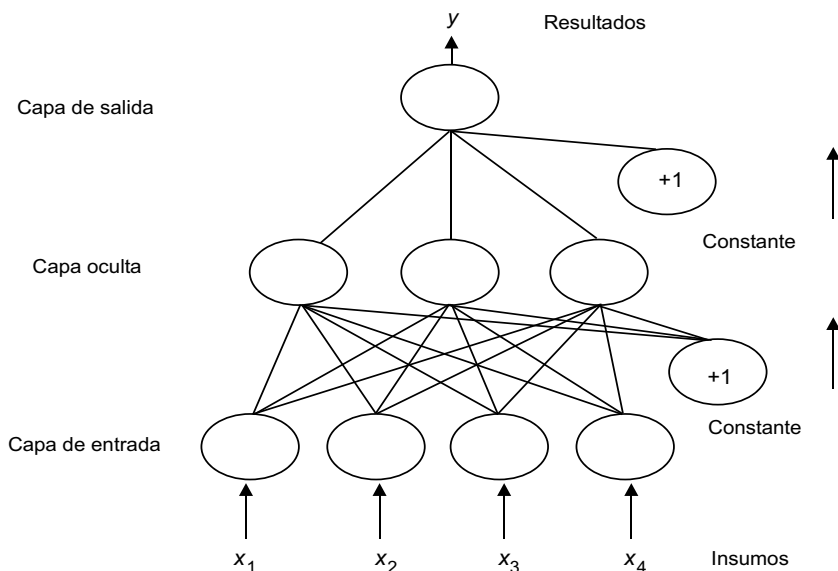 y
Resultados
Capa de salida
+1
Constante
Capa oculta
+1
Constante
Capa de entrada
x1 x2 x3 x4 Insumos